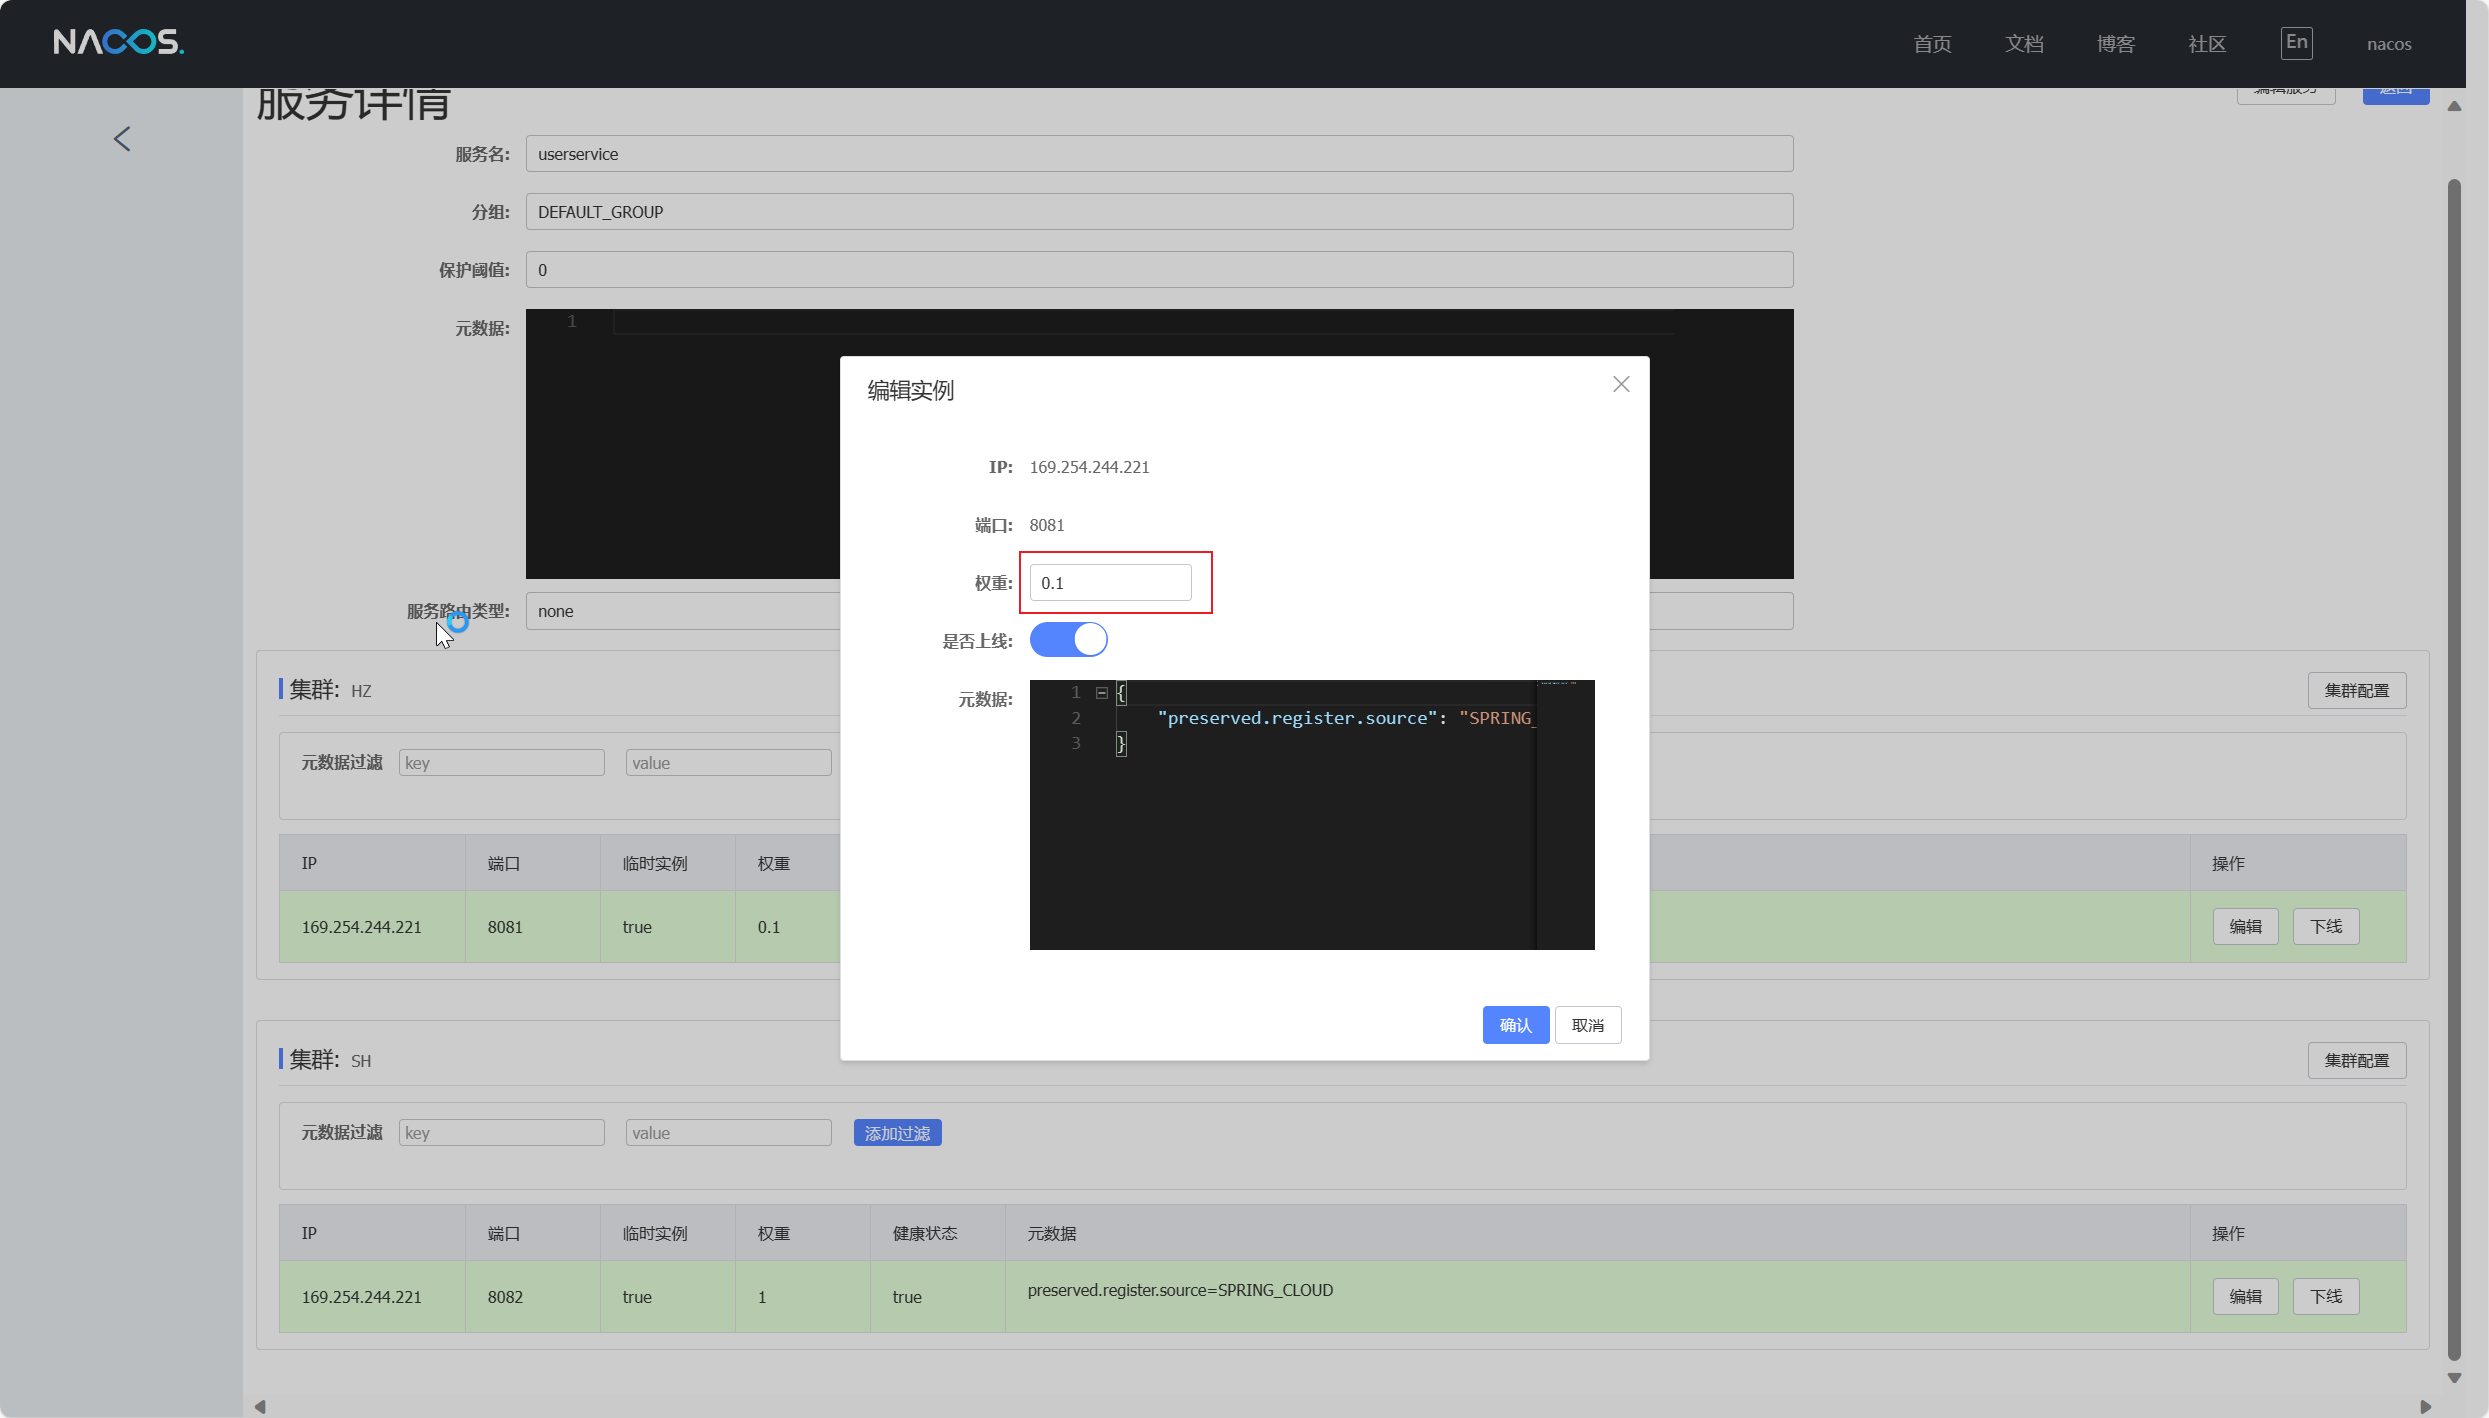 NACOS.
首页 文档 博客 社区 En nacos
服务详情 编辑服务 返回
服务名: userservice
分组: DEFAULT_GROUP
保护阈值: 0
元数据: 1
服务路由类型: none
编辑实例
IP: 169.254.244.221
端口: 8081
权重: 0.1
是否上线:
元数据: 1 {
2 "preserved.register.source": "SPRING_
3 }
确认 取消
集群: HZ 集群配置
元数据过滤 key value
IP 端口 临时实例 权重 操作
169.254.244.221 8081 true 0.1 编辑 下线
集群: SH 集群配置
元数据过滤 key value 添加过滤
IP 端口 临时实例 权重 健康状态 元数据 操作
169.254.244.221 8082 true 1 true preserved.register.source=SPRING_CLOUD 编辑 下线